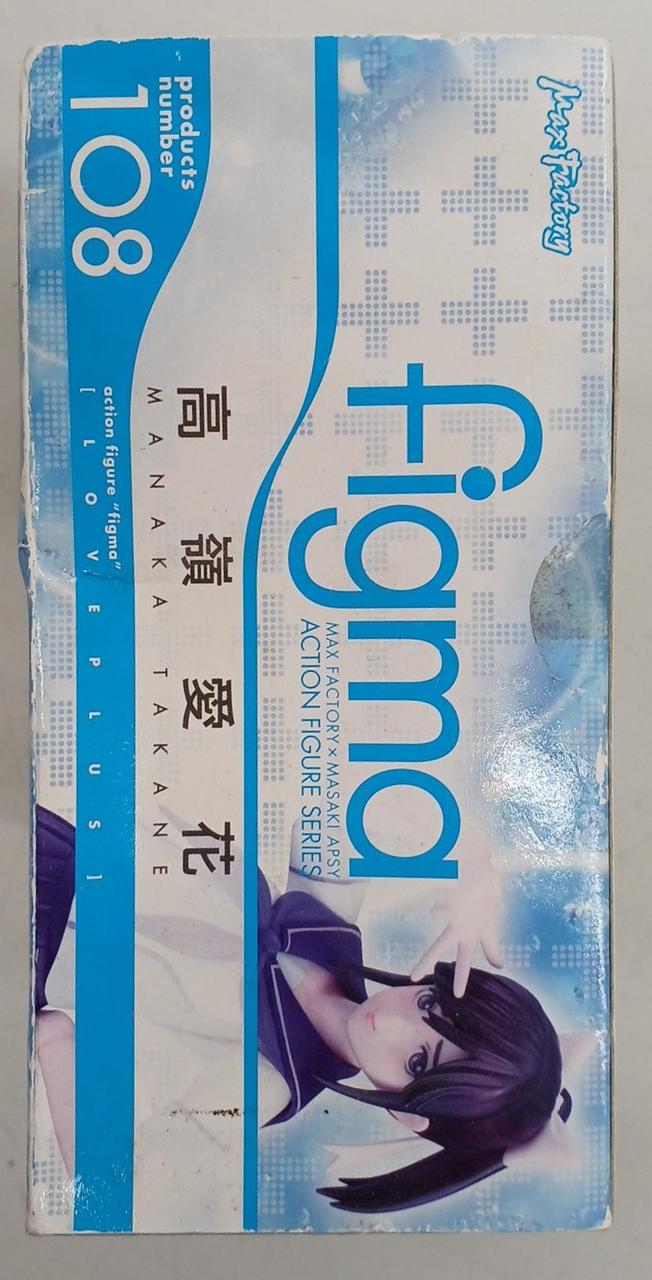 Max Factory
figma
MAX FACTORY × MASAKI APSY
ACTION FIGURE SERIES
products
number
108
高嶺愛花
MANAKA TAKANE
action figure "figma"
[ LOVEPLUS ]